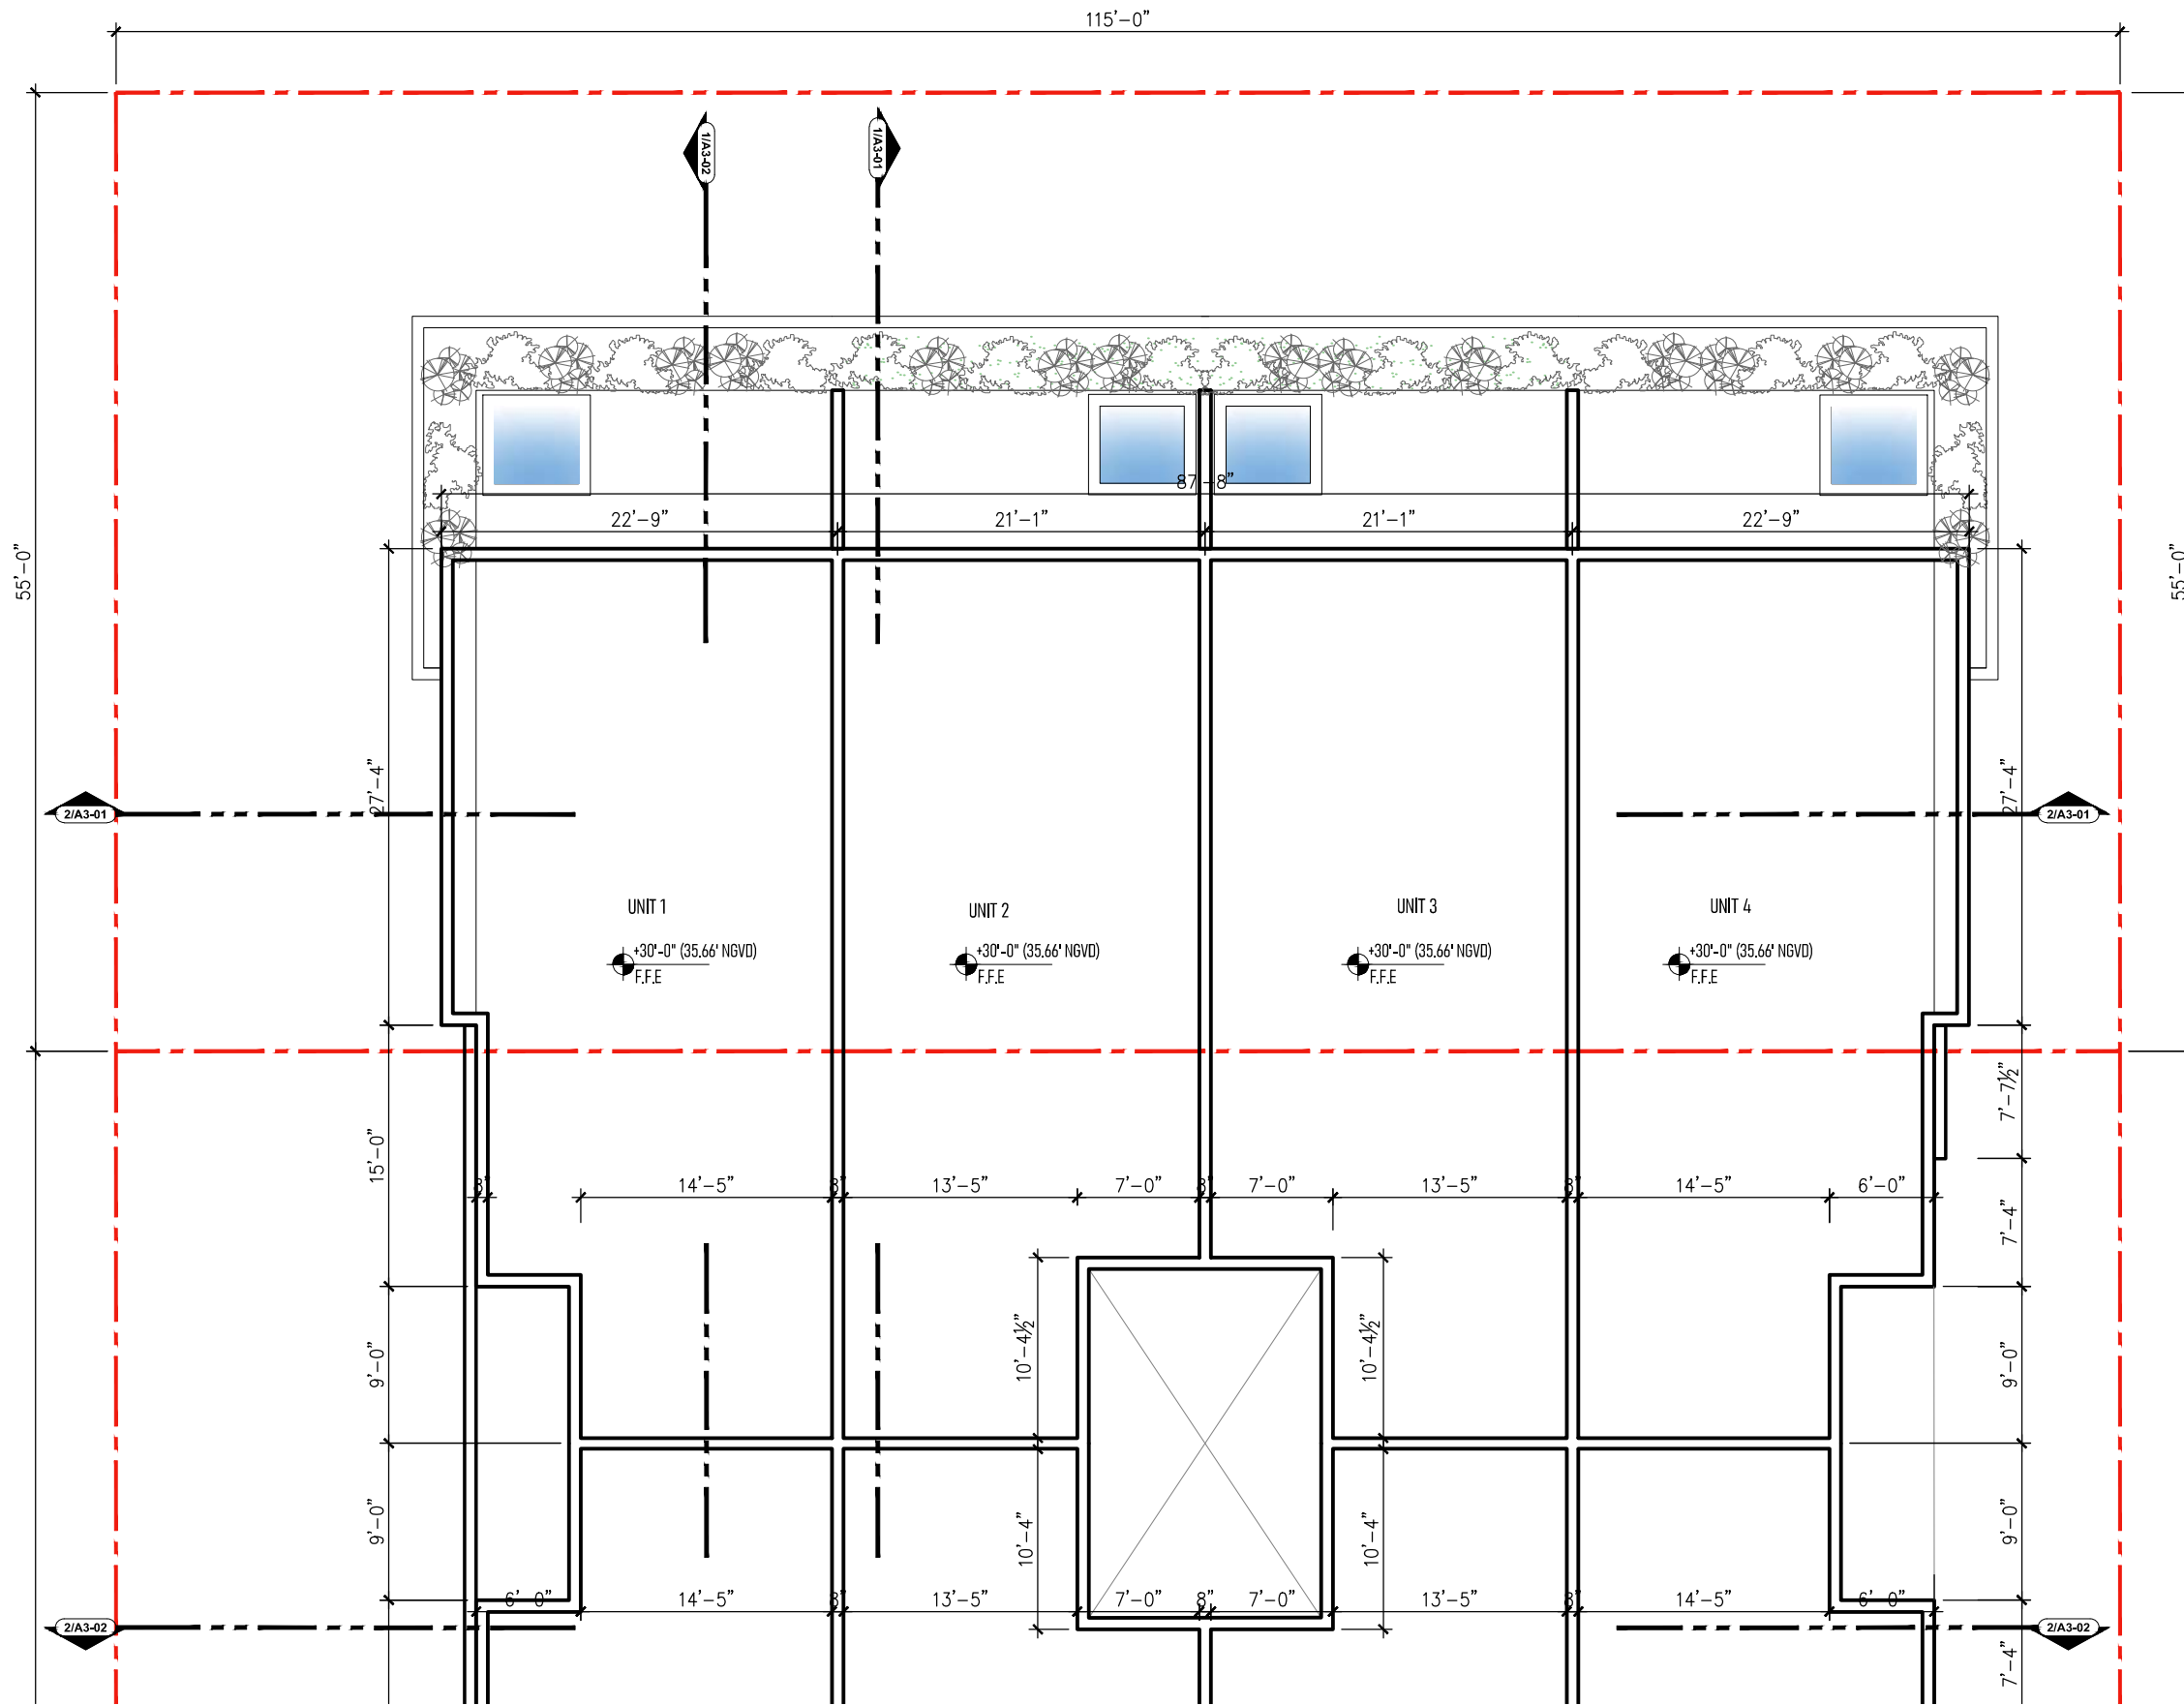 115'-0"
1/A3-02
1/A3-01
87'-8"
22'-9"
21'-1"
21'-1"
22'-9"
55'-0"
55'-0"
27'-4"
27'-4"
2/A3-01
2/A3-01
UNIT 1
UNIT 2
UNIT 3
UNIT 4
+30'-0" (35.66' NGVD)
F.F.E
+30'-0" (35.66' NGVD)
F.F.E
+30'-0" (35.66' NGVD)
F.F.E
+30'-0" (35.66' NGVD)
F.F.E
7'-7½"
15'-0"
8"
14'-5"
8"
13'-5"
7'-0"
8"
7'-0"
13'-5"
8"
14'-5"
6'-0"
7'-4"
10'-4½"
10'-4½"
9'-0"
9'-0"
9'-0"
10'-4"
10'-4"
9'-0"
6'-0"
14'-5"
8"
13'-5"
7'-0"
8"
7'-0"
13'-5"
8"
14'-5"
6'-0"
2/A3-02
2/A3-02
7'-4"